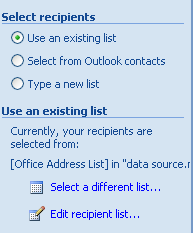 Select recipients
Use an existing list
Select from Outlook contacts
Type a new list
Use an existing list
Currently, your recipients are
selected from:
[Office Address List] in "data source.r
Select a different list...
Edit recipient list...